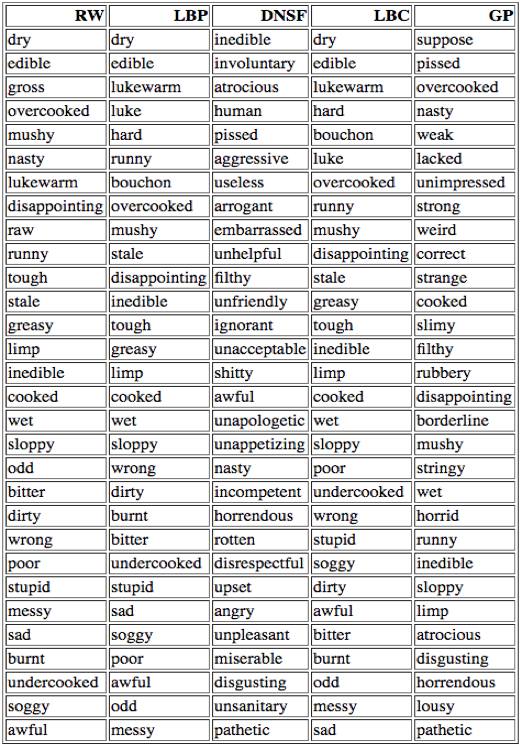 RW LBP DNSF LBC GP
dry dry inedible dry suppose
edible edible involuntary edible pissed
gross lukewarm atrocious lukewarm overcooked
overcooked luke human hard nasty
mushy hard pissed bouchon weak
nasty runny aggressive luke lacked
lukewarm bouchon useless overcooked unimpressed
disappointing overcooked arrogant runny strong
raw mushy embarrassed mushy weird
runny stale unhelpful disappointing correct
tough disappointing filthy stale strange
stale inedible unfriendly greasy cooked
greasy tough ignorant tough slimy
limp greasy unacceptable inedible filthy
inedible limp shitty limp rubbery
cooked cooked awful cooked disappointing
wet wet unapologetic wet borderline
sloppy sloppy unappetizing sloppy mushy
odd wrong nasty poor stringy
bitter dirty incompetent undercooked wet
dirty burnt horrendous wrong horrid
wrong bitter rotten stupid runny
poor undercooked disrespectful soggy inedible
stupid stupid upset dirty sloppy
messy sad angry awful limp
sad soggy unpleasant bitter atrocious
burnt poor miserable burnt disgusting
undercooked awful disgusting odd horrendous
soggy odd unsanitary messy lousy
awful messy pathetic sad pathetic